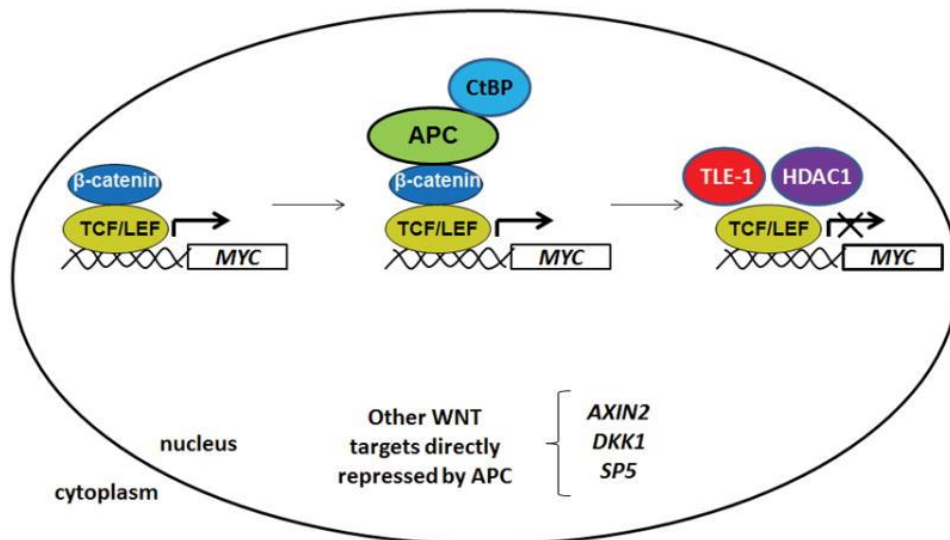 CtBP
APC
β-catenin
TCF/LEF
MYC
β-catenin
TCF/LEF
MYC
TLE-1
HDAC1
TCF/LEF
MYC
nucleus
cytoplasm
Other WNT
targets directly
repressed by APC
AXIN2
DKK1
SP5